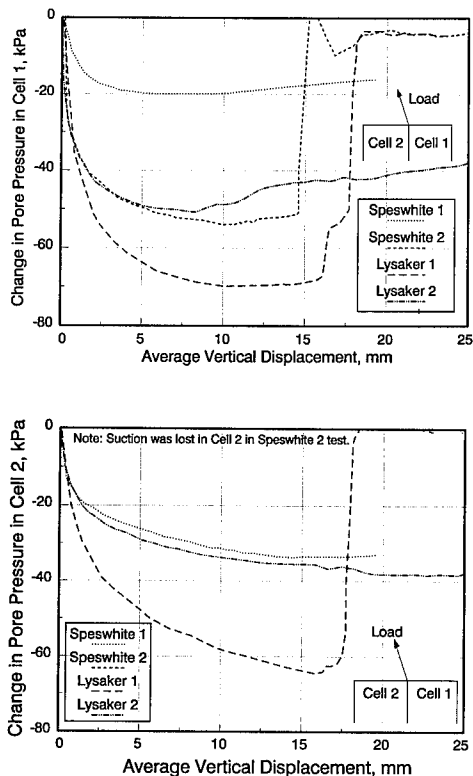 Change in Pore Pressure in Cell 1, kPa
0
-20
-40
-60
-80
Load
Cell 2 Cell 1
Speswhite 1
Speswhite 2
Lysaker 1
Lysaker 2
0 5 10 15 20 25
Average Vertical Displacement, mm
Change in Pore Pressure in Cell 2, kPa
0
-20
-40
-60
-80
Note: Suction was lost in Cell 2 in Speswhite 2 test.
Speswhite 1
Speswhite 2
Lysaker 1
Lysaker 2
Load
Cell 2 Cell 1
0 5 10 15 20 25
Average Vertical Displacement, mm